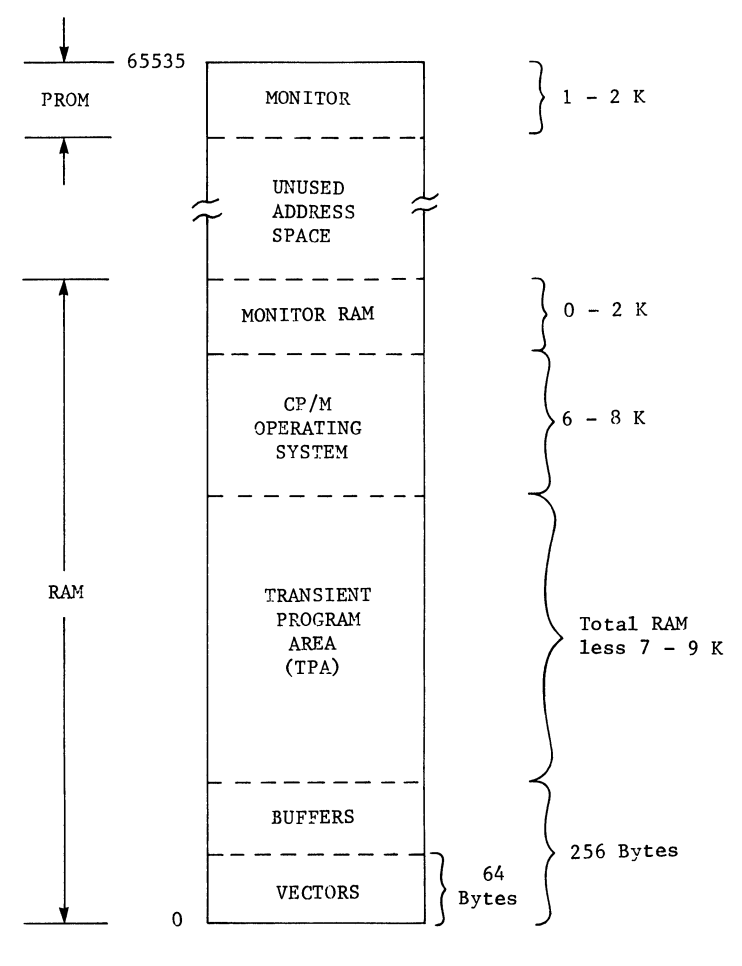 65535
PROM
MONITOR
1 - 2 K
UNUSED
ADDRESS
SPACE
MONITOR RAM
0 - 2 K
CP/M
OPERATING
SYSTEM
6 - 8 K
RAM
TRANSIENT
PROGRAM
AREA
(TPA)
Total RAM
less 7 - 9 K
BUFFERS
256 Bytes
VECTORS
64
Bytes
0